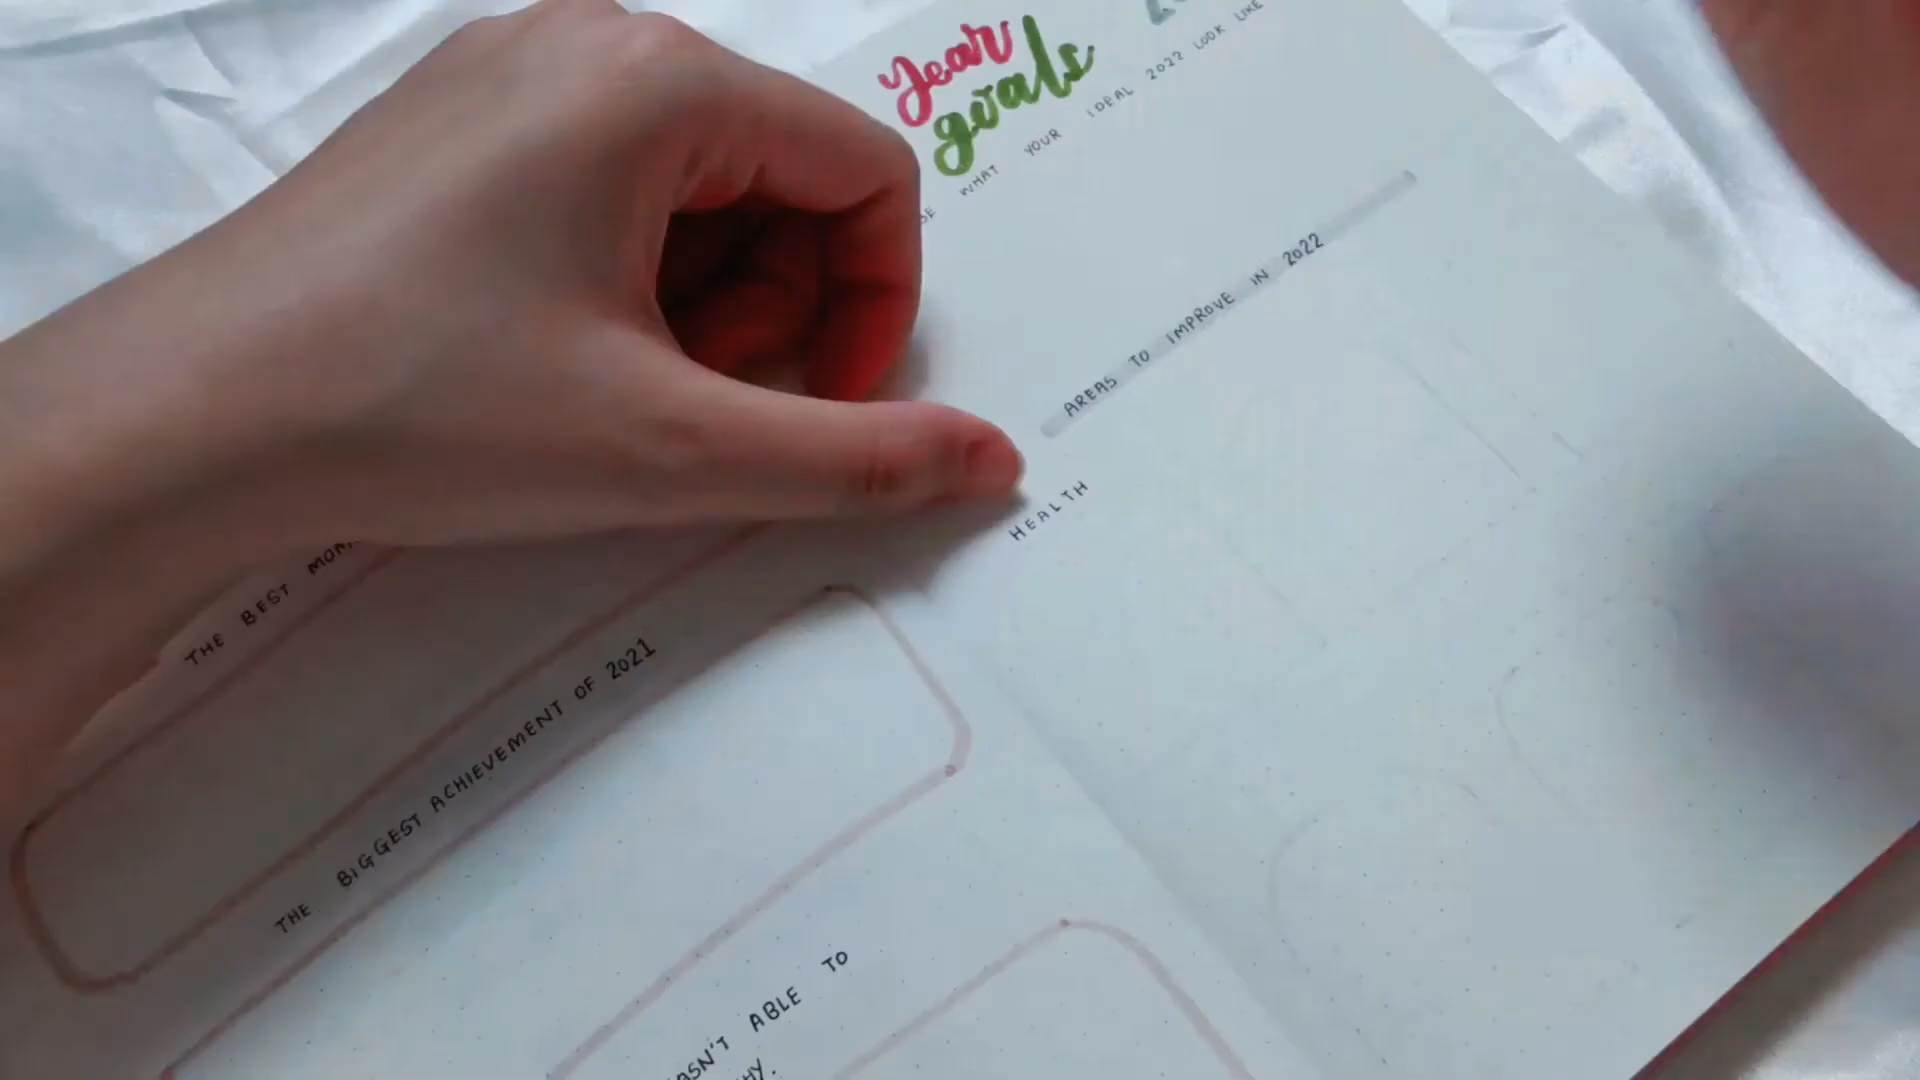 THE BEST
THE BIGGEST ACHIEVEMENT OF 2021
ABLE TO
Year
goals
WHAT YOUR IDEAL 2022 LOOK LIKE
AREAS TO IMPROVE IN 2022
HEALTH